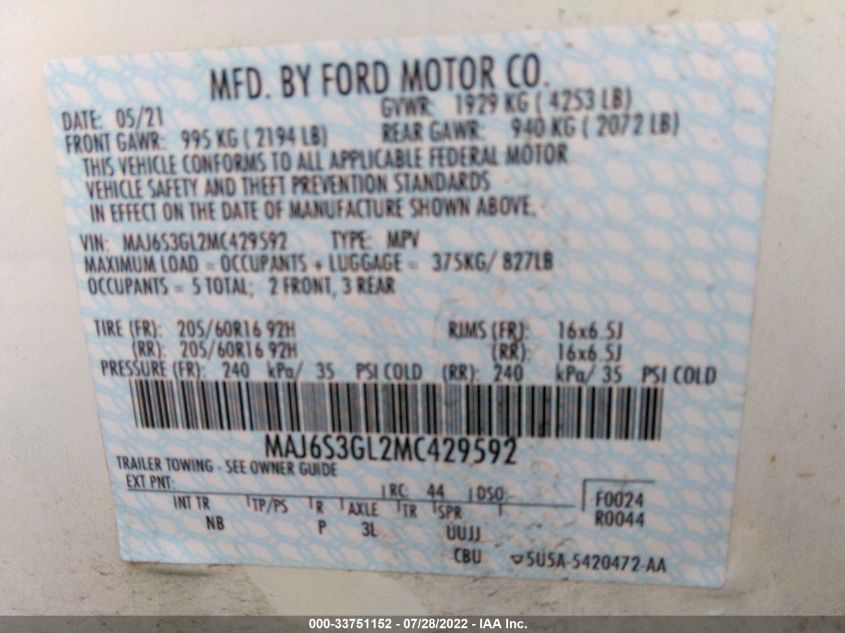 MFD. BY FORD MOTOR CO.
DATE: 05/21 GVWR: 1929 KG ( 4253 LB)
FRONT GAWR: 995 KG ( 2194 LB) REAR GAWR: 940 KG ( 2072 LB)
THIS VEHICLE CONFORMS TO ALL APPLICABLE FEDERAL MOTOR
VEHICLE SAFETY AND THEFT PREVENTION STANDARDS
IN EFFECT ON THE DATE OF MANUFACTURE SHOWN ABOVE.
VIN: MAJ6S3GL2MC429592 TYPE: MPV
MAXIMUM LOAD = OCCUPANTS + LUGGAGE = 375KG/ 827LB
OCCUPANTS = 5 TOTAL; 2 FRONT, 3 REAR
TIRE (FR): 205/60R16 92H RIMS (FR): 16x6.5J
(RR): 205/60R16 92H (RR): 16x6.5J
PRESSURE (FR): 240 kPa/ 35 PSI COLD (RR): 240 kPa/ 35 PSI COLD
MAJ6S3GL2MC429592
TRAILER TOWING - SEE OWNER GUIDE
EXT PNT: RC: 44 DSO: F0024
INT TR TP/PS R AXLE TR SPR R0044
NB P 3L UUJJ
CBU 5U5A-5420472-AA
000-33751152 - 07/28/2022 - IAA Inc.